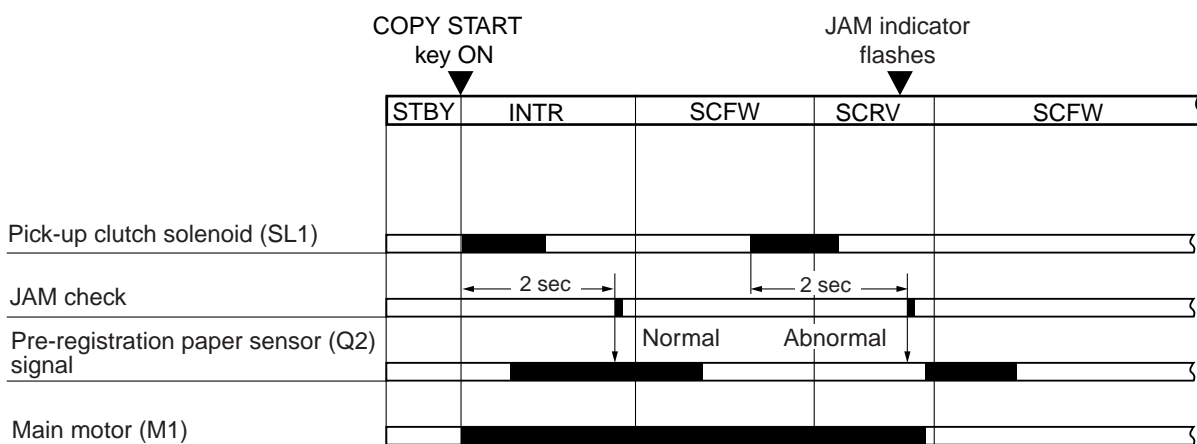 COPY START
key ON
JAM indicator
flashes
STBY INTR SCFW SCRV SCFW
Pick-up clutch solenoid (SL1)
2 sec 2 sec
JAM check
Normal Abnormal
Pre-registration paper sensor (Q2)
signal
Main motor (M1)